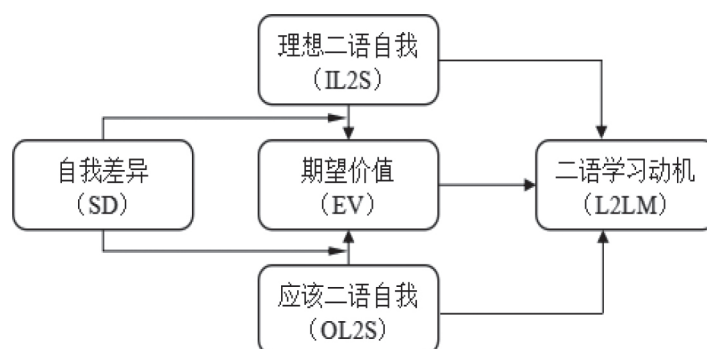 理想二语自我
（IL2S）
自我差异
（SD）
期望价值
（EV）
二语学习动机
（L2LM）
应该二语自我
（OL2S）